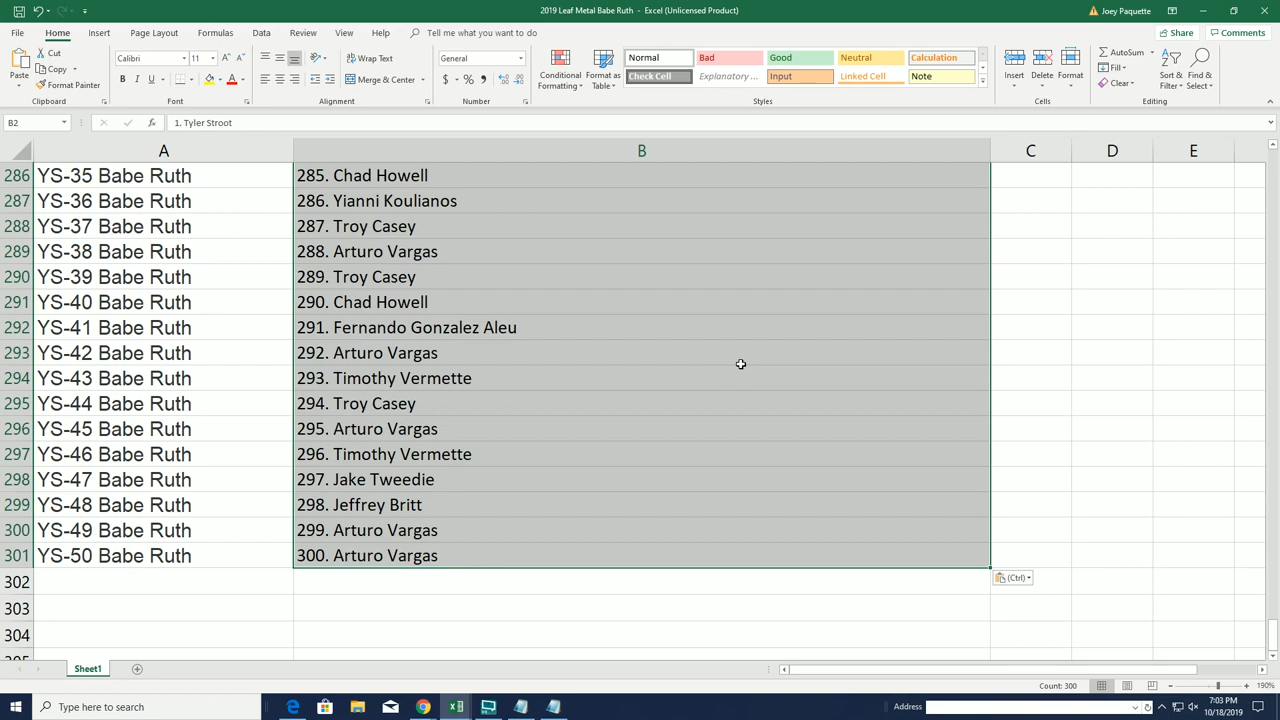 2019 Leaf Metal Babe Ruth - Excel (Unlicensed Product)
Joey Paquette
File Home Insert Page Layout Formulas Data Review View Help Tell me what you want to do
Share Comments
Paste Cut Copy Format Painter
Calibri 11
B I U A
Wrap Text
Merge & Center
General
$ % ,
Conditional Formatting Format as Table
Normal Bad Good Neutral Calculation
Check Cell Explanatory ... Input Linked Cell Note
Insert Delete Format
AutoSum Fill Clear
Sort & Filter Find & Select
Clipboard Font Alignment Number Styles Cells Editing
B2 fx 1. Tyler Stroot
A B C D E
286 YS-35 Babe Ruth 285. Chad Howell
287 YS-36 Babe Ruth 286. Yianni Koulianos
288 YS-37 Babe Ruth 287. Troy Casey
289 YS-38 Babe Ruth 288. Arturo Vargas
290 YS-39 Babe Ruth 289. Troy Casey
291 YS-40 Babe Ruth 290. Chad Howell
292 YS-41 Babe Ruth 291. Fernando Gonzalez Aleu
293 YS-42 Babe Ruth 292. Arturo Vargas
294 YS-43 Babe Ruth 293. Timothy Vermette
295 YS-44 Babe Ruth 294. Troy Casey
296 YS-45 Babe Ruth 295. Arturo Vargas
297 YS-46 Babe Ruth 296. Timothy Vermette
298 YS-47 Babe Ruth 297. Jake Tweedie
299 YS-48 Babe Ruth 298. Jeffrey Britt
300 YS-49 Babe Ruth 299. Arturo Vargas
301 YS-50 Babe Ruth 300. Arturo Vargas
302 (Ctrl)
303
304
Sheet1
Count: 300 190%
Type here to search
Address
7:03 PM
10/18/2019